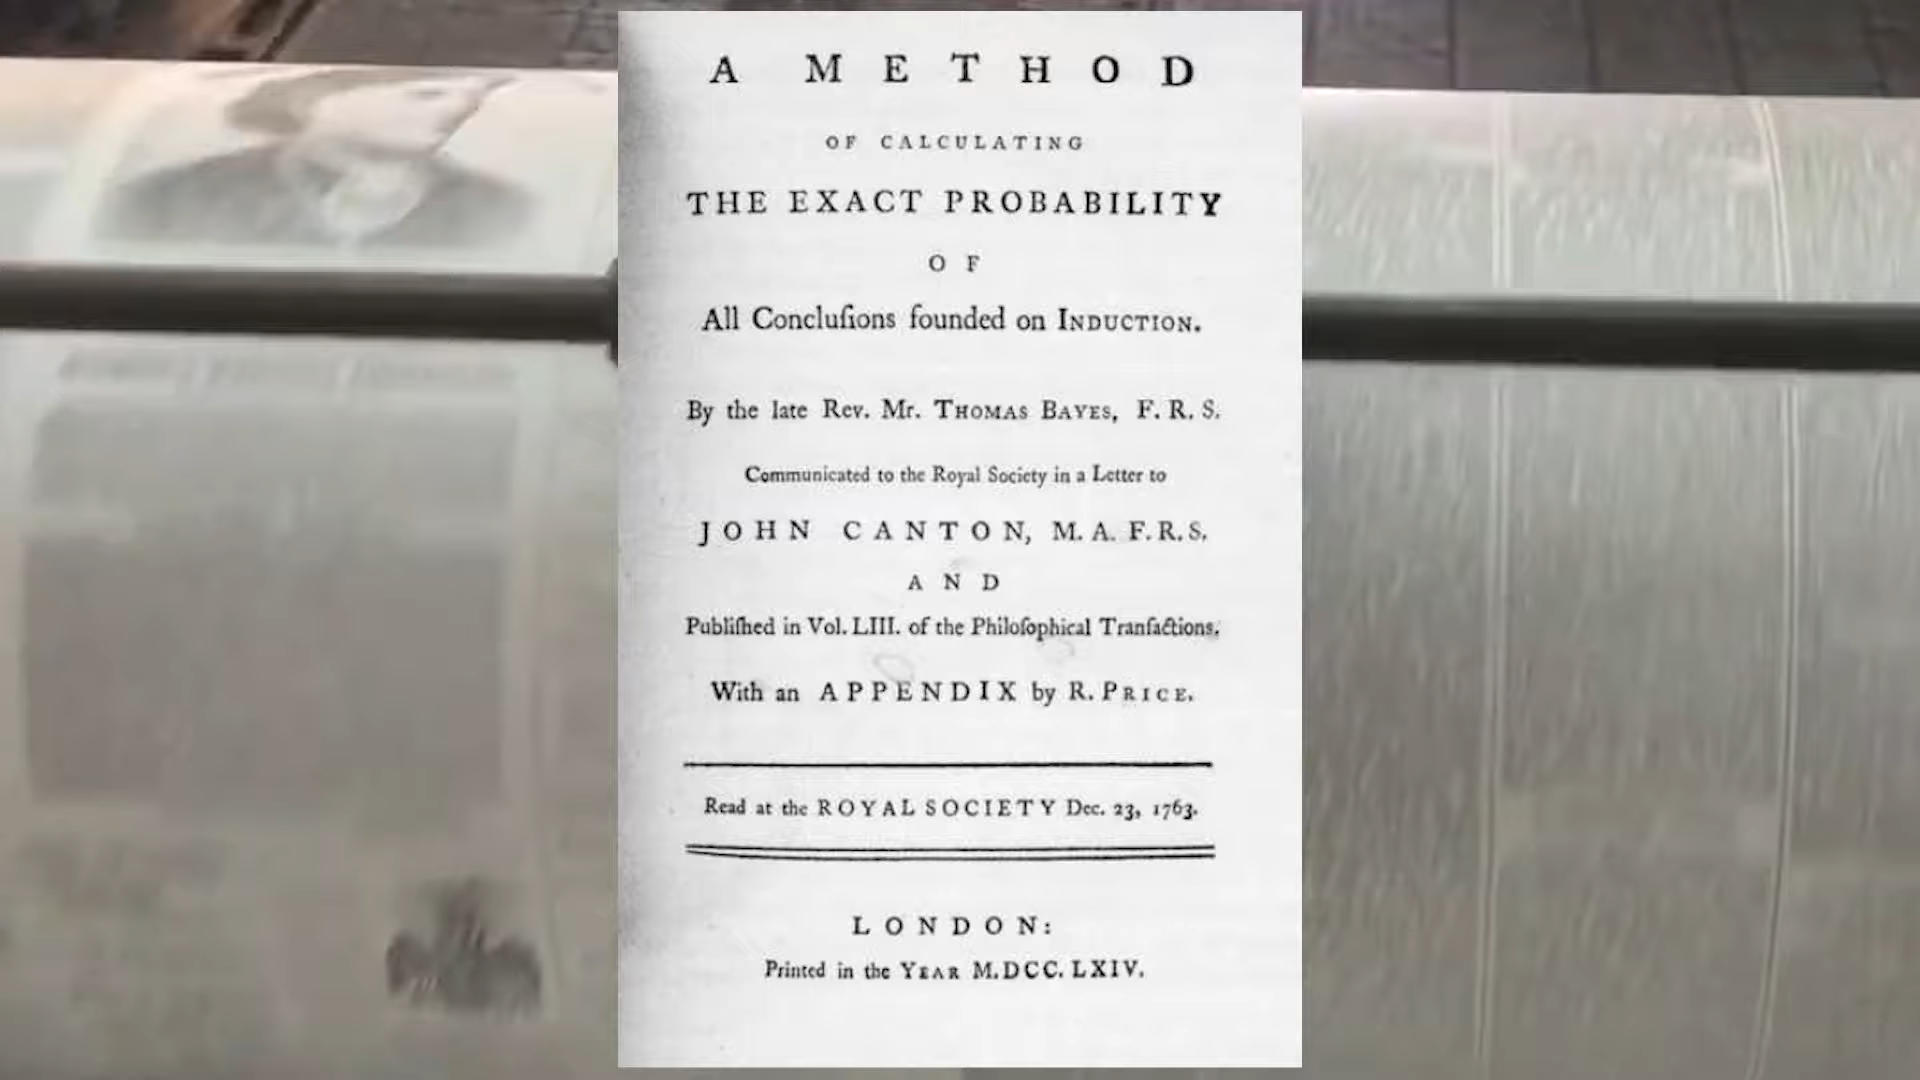 A METHOD
OF CALCULATING
THE EXACT PROBABILITY
OF
All Concluſions founded on INDUCTION.
By the late Rev. Mr. THOMAS BAYES, F. R. S.
Communicated to the Royal Society in a Letter to
JOHN CANTON, M. A. F. R. S.
AND
Publiſhed in Vol. LIII. of the Philoſophical Tranſactions.
With an APPENDIX by R. PRICE.
Read at the ROYAL SOCIETY Dec. 23, 1763.
LONDON:
Printed in the YEAR M.DCC. LXIV.